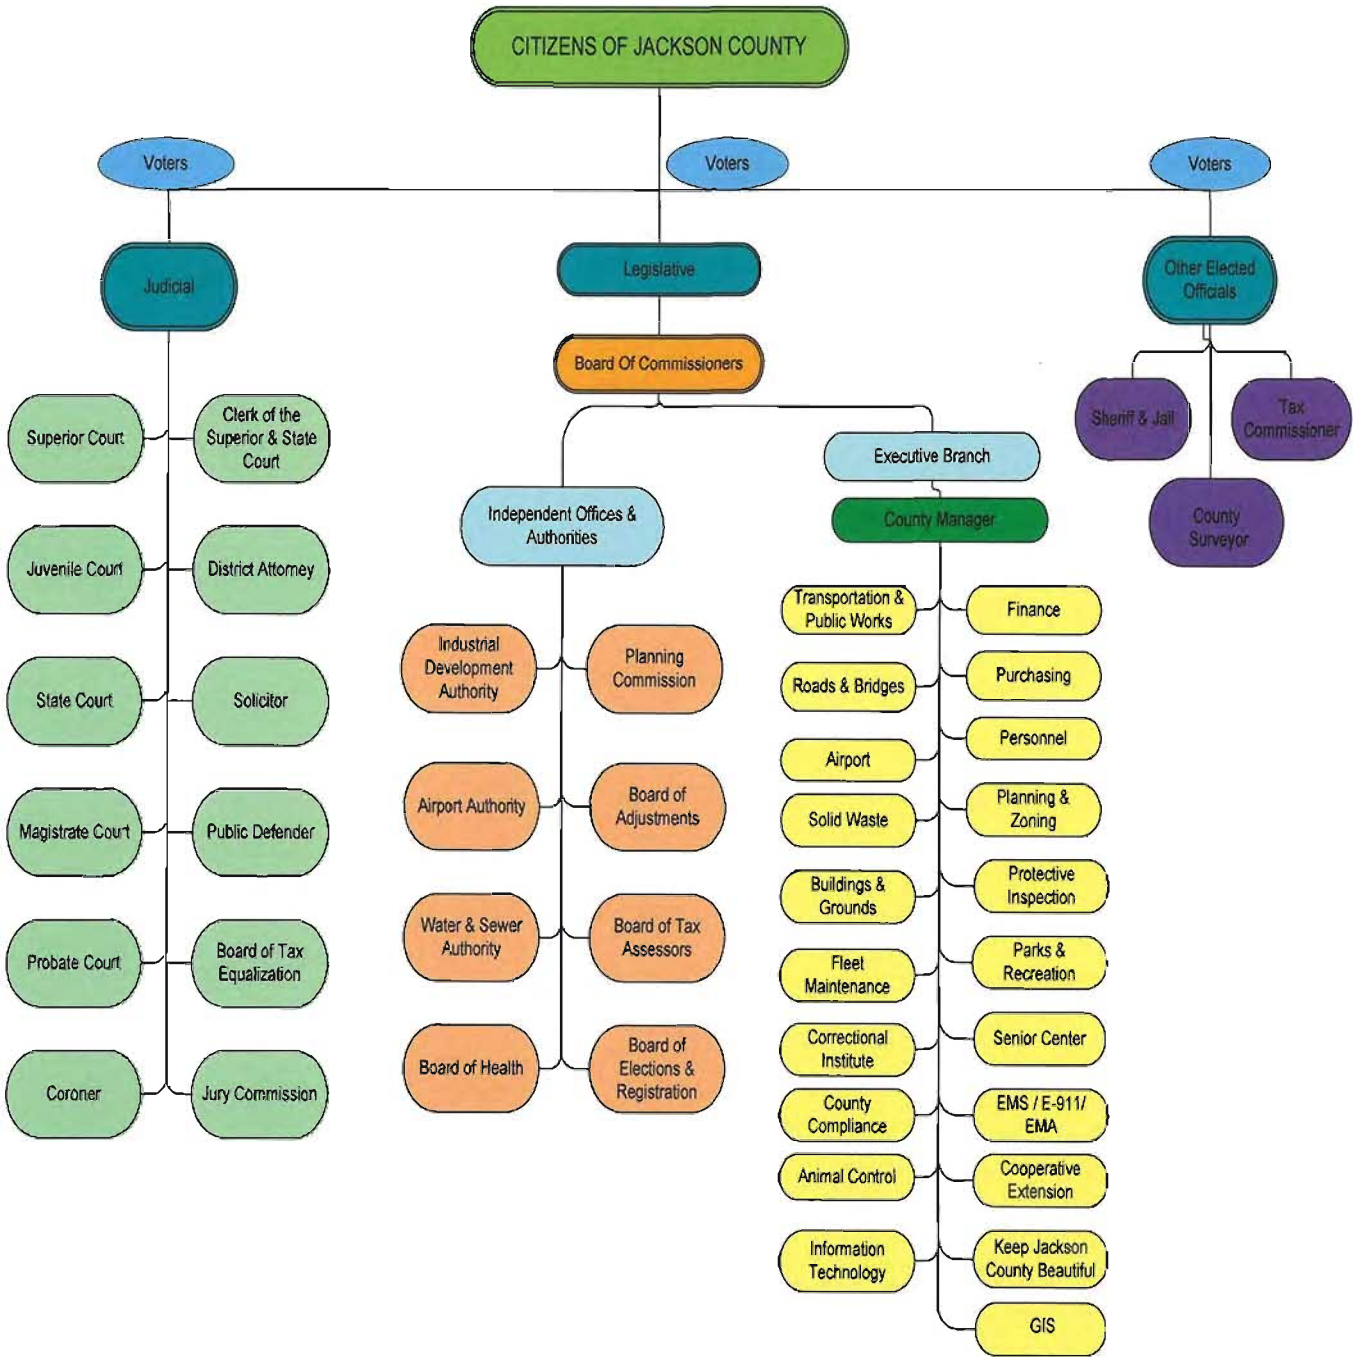 CITIZENS OF JACKSON COUNTY
Voters
Voters
Voters
Judicial
Legislative
Other Elected
Officials
Board Of Commissioners
Superior Court
Clerk of the
Superior & State
Court
Juvenile Court
District Attorney
State Court
Solicitor
Magistrate Court
Public Defender
Probate Court
Board of Tax
Equalization
Coroner
Jury Commission
Independent Offices &
Authorities
Industrial
Development
Authority
Planning
Commission
Airport Authority
Board of
Adjustments
Water & Sewer
Authority
Board of Tax
Assessors
Board of Health
Board of
Elections &
Registration
Executive Branch
County Manager
Transportation &
Public Works
Finance
Roads & Bridges
Purchasing
Airport
Personnel
Solid Waste
Planning &
Zoning
Buildings &
Grounds
Protective
Inspection
Fleet
Maintenance
Parks &
Recreation
Correctional
Institute
Senior Center
County
Compliance
EMS / E-911/
EMA
Animal Control
Cooperative
Extension
Information
Technology
Keep Jackson
County Beautiful
GIS
Sheriff & Jail
Tax
Commissioner
County
Surveyor